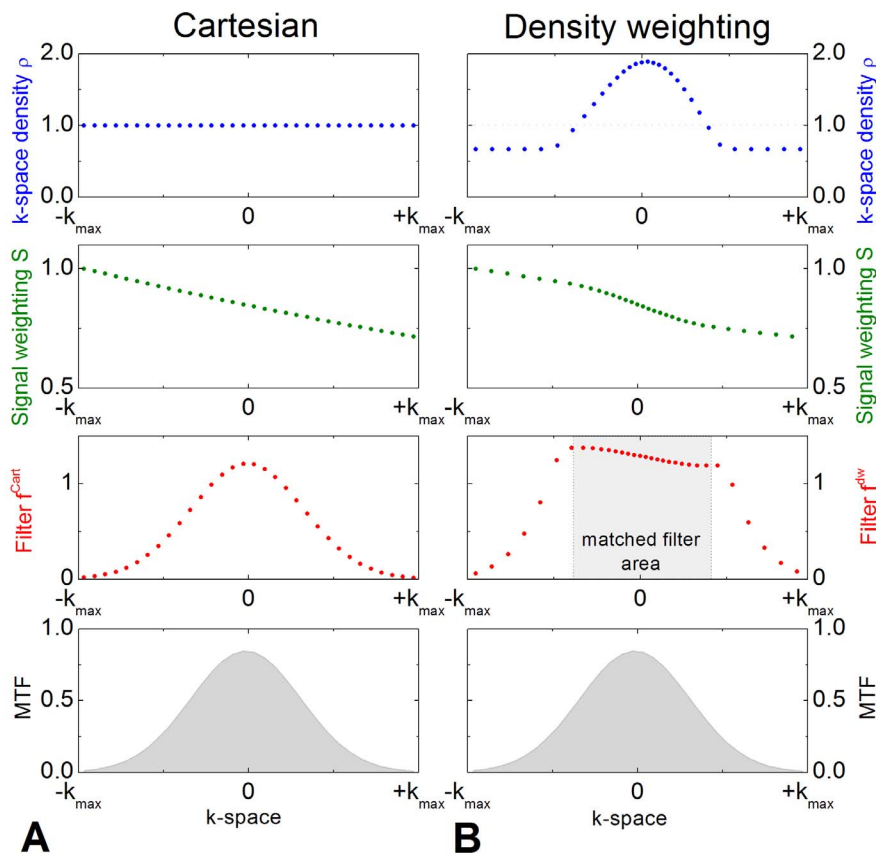 Cartesian
Density weighting
k-space density ρ
2.0
1.0
0.0
-kmax
0
+kmax
2.0
1.0
0.0
-kmax
0
+kmax
k-space density ρ
Signal weighting S
1.0
0.5
-kmax
0
+kmax
1.0
0.5
-kmax
0
+kmax
Signal weighting S
Filter fCart
1
0
-kmax
0
+kmax
matched filter
area
1
0
-kmax
0
+kmax
Filter fdw
MTF
1.0
0.5
0.0
-kmax
0
+kmax
k-space
1.0
0.5
0.0
-kmax
0
+kmax
k-space
MTF
A
B